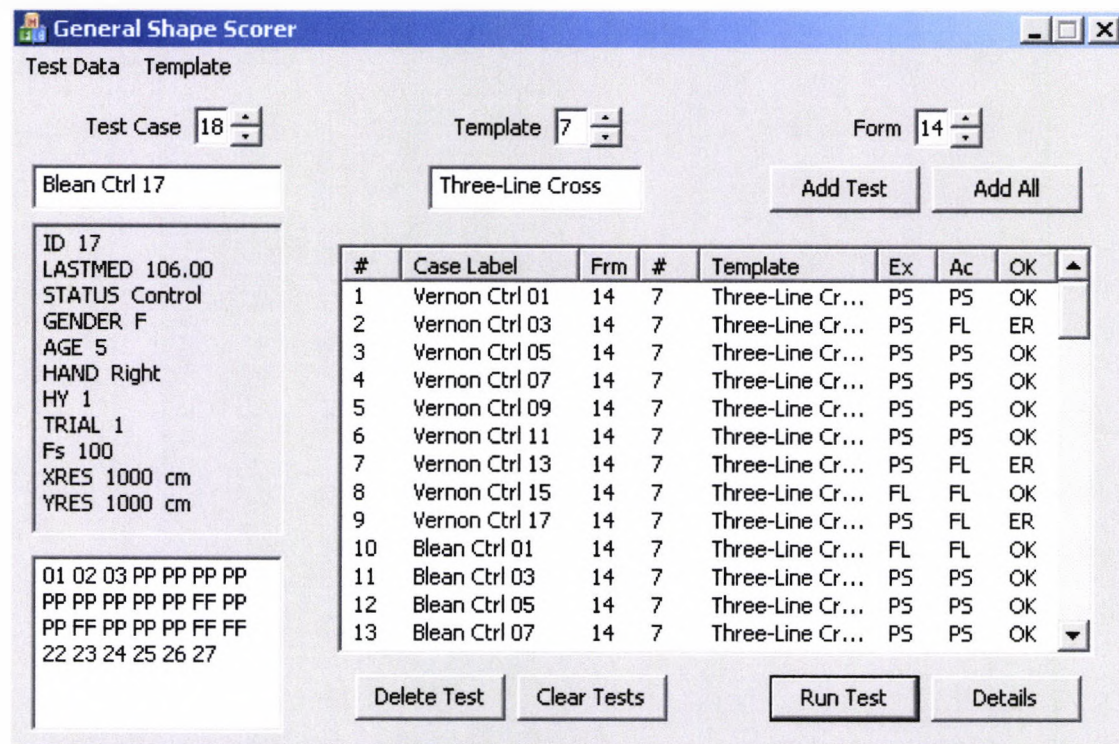 General Shape Scorer
Test Data Template
Test Case 18 Template 7 Form 14
Blean Ctrl 17 Three-Line Cross Add Test Add All
ID 17
LASTMED 106.00
STATUS Control
GENDER F
AGE 5
HAND Right
HY 1
TRIAL 1
Fs 100
XRES 1000 cm
YRES 1000 cm
01 02 03 PP PP PP PP
PP PP PP PP PP FF PP
PP FF PP PP PP FF FF
22 23 24 25 26 27
# Case Label Frm # Template Ex Ac OK
1 Vernon Ctrl 01 14 7 Three-Line Cr... PS PS OK
2 Vernon Ctrl 03 14 7 Three-Line Cr... PS FL ER
3 Vernon Ctrl 05 14 7 Three-Line Cr... PS PS OK
4 Vernon Ctrl 07 14 7 Three-Line Cr... PS PS OK
5 Vernon Ctrl 09 14 7 Three-Line Cr... PS PS OK
6 Vernon Ctrl 11 14 7 Three-Line Cr... PS PS OK
7 Vernon Ctrl 13 14 7 Three-Line Cr... PS FL ER
8 Vernon Ctrl 15 14 7 Three-Line Cr... FL FL OK
9 Vernon Ctrl 17 14 7 Three-Line Cr... PS FL ER
10 Blean Ctrl 01 14 7 Three-Line Cr... FL FL OK
11 Blean Ctrl 03 14 7 Three-Line Cr... PS PS OK
12 Blean Ctrl 05 14 7 Three-Line Cr... PS PS OK
13 Blean Ctrl 07 14 7 Three-Line Cr... PS PS OK
Delete Test Clear Tests Run Test Details